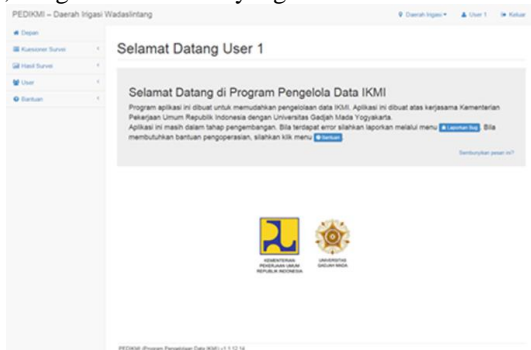 PEDIKMI – Daerah Irigasi Wadaslintang
Daerah Irigasi
User 1
Keluar
Depan
Kuesioner Survei
Hasil Survei
User
Bantuan
Selamat Datang User 1
Selamat Datang di Program Pengelola Data IKMI
Program aplikasi ini dibuat untuk memudahkan pengelolaan data IKMI. Aplikasi ini dibuat atas kerjasama Kementerian
Pekerjaan Umum Republik Indonesia dengan Universitas Gadjah Mada Yogyakarta.
Aplikasi ini masih dalam tahap pengembangan. Bila terdapat error silahkan laporkan melalui menu Laporkan Bug. Bila
membutuhkan bantuan pengoperasian, silahkan klik menu Bantuan
Sembunyikan pesan ini?
KEMENTERIAN
PEKERJAAN UMUM
REPUBLIK INDONESIA
UNIVERSITAS
GADJAH MADA
PEDIKMI (Program Pengelolaan Data IKMI) v1.1.12.14